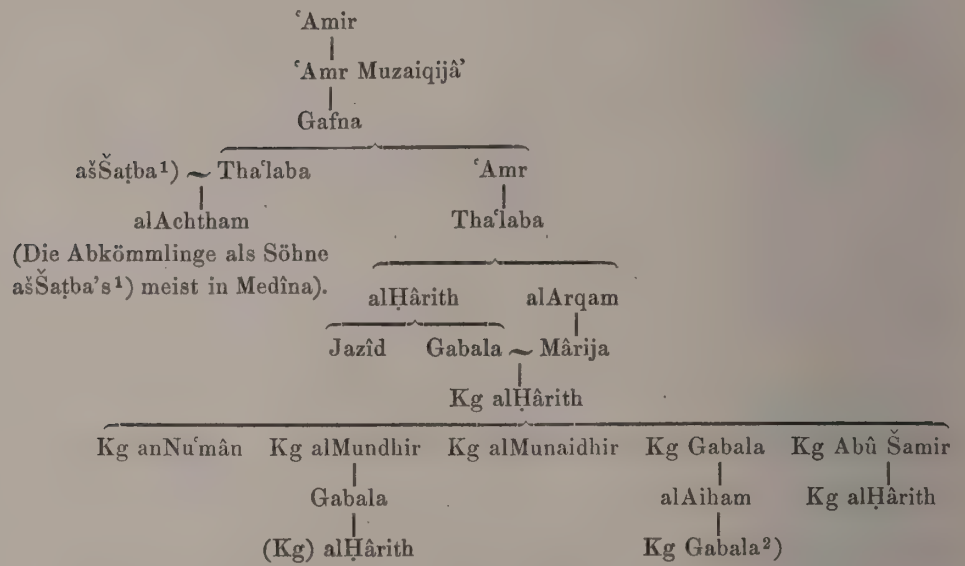 ʿAmir
ʿAmr Muzaiqijâʾ
Gafna
ašŠaṭba¹) ~ Thaʿlaba ʿAmr
alAchtham Thaʿlaba
(Die Abkömmlinge als Söhne
ašŠaṭba's¹) meist in Medîna).
alḤârith alArqam
Jazîd Gabala ~ Mârija
Kg alḤârith
Kg anNuʿmân Kg alMundhir Kg alMunaidhir Kg Gabala Kg Abû Šamir
Gabala alAiham Kg alḤârith
(Kg) alḤârith Kg Gabala²)